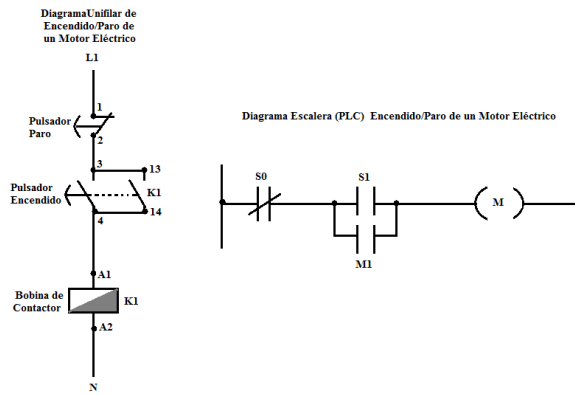 DiagramaUnifilar de
Encendido/Paro de
un Motor Eléctrico
L1
1
Pulsador
Paro
2
3
13
Pulsador
Encendido
K1
4
14
A1
Bobina de
Contactor
K1
A2
N
Diagrama Escalera (PLC) Encendido/Paro de un Motor Eléctrico
S0
S1
M
M1